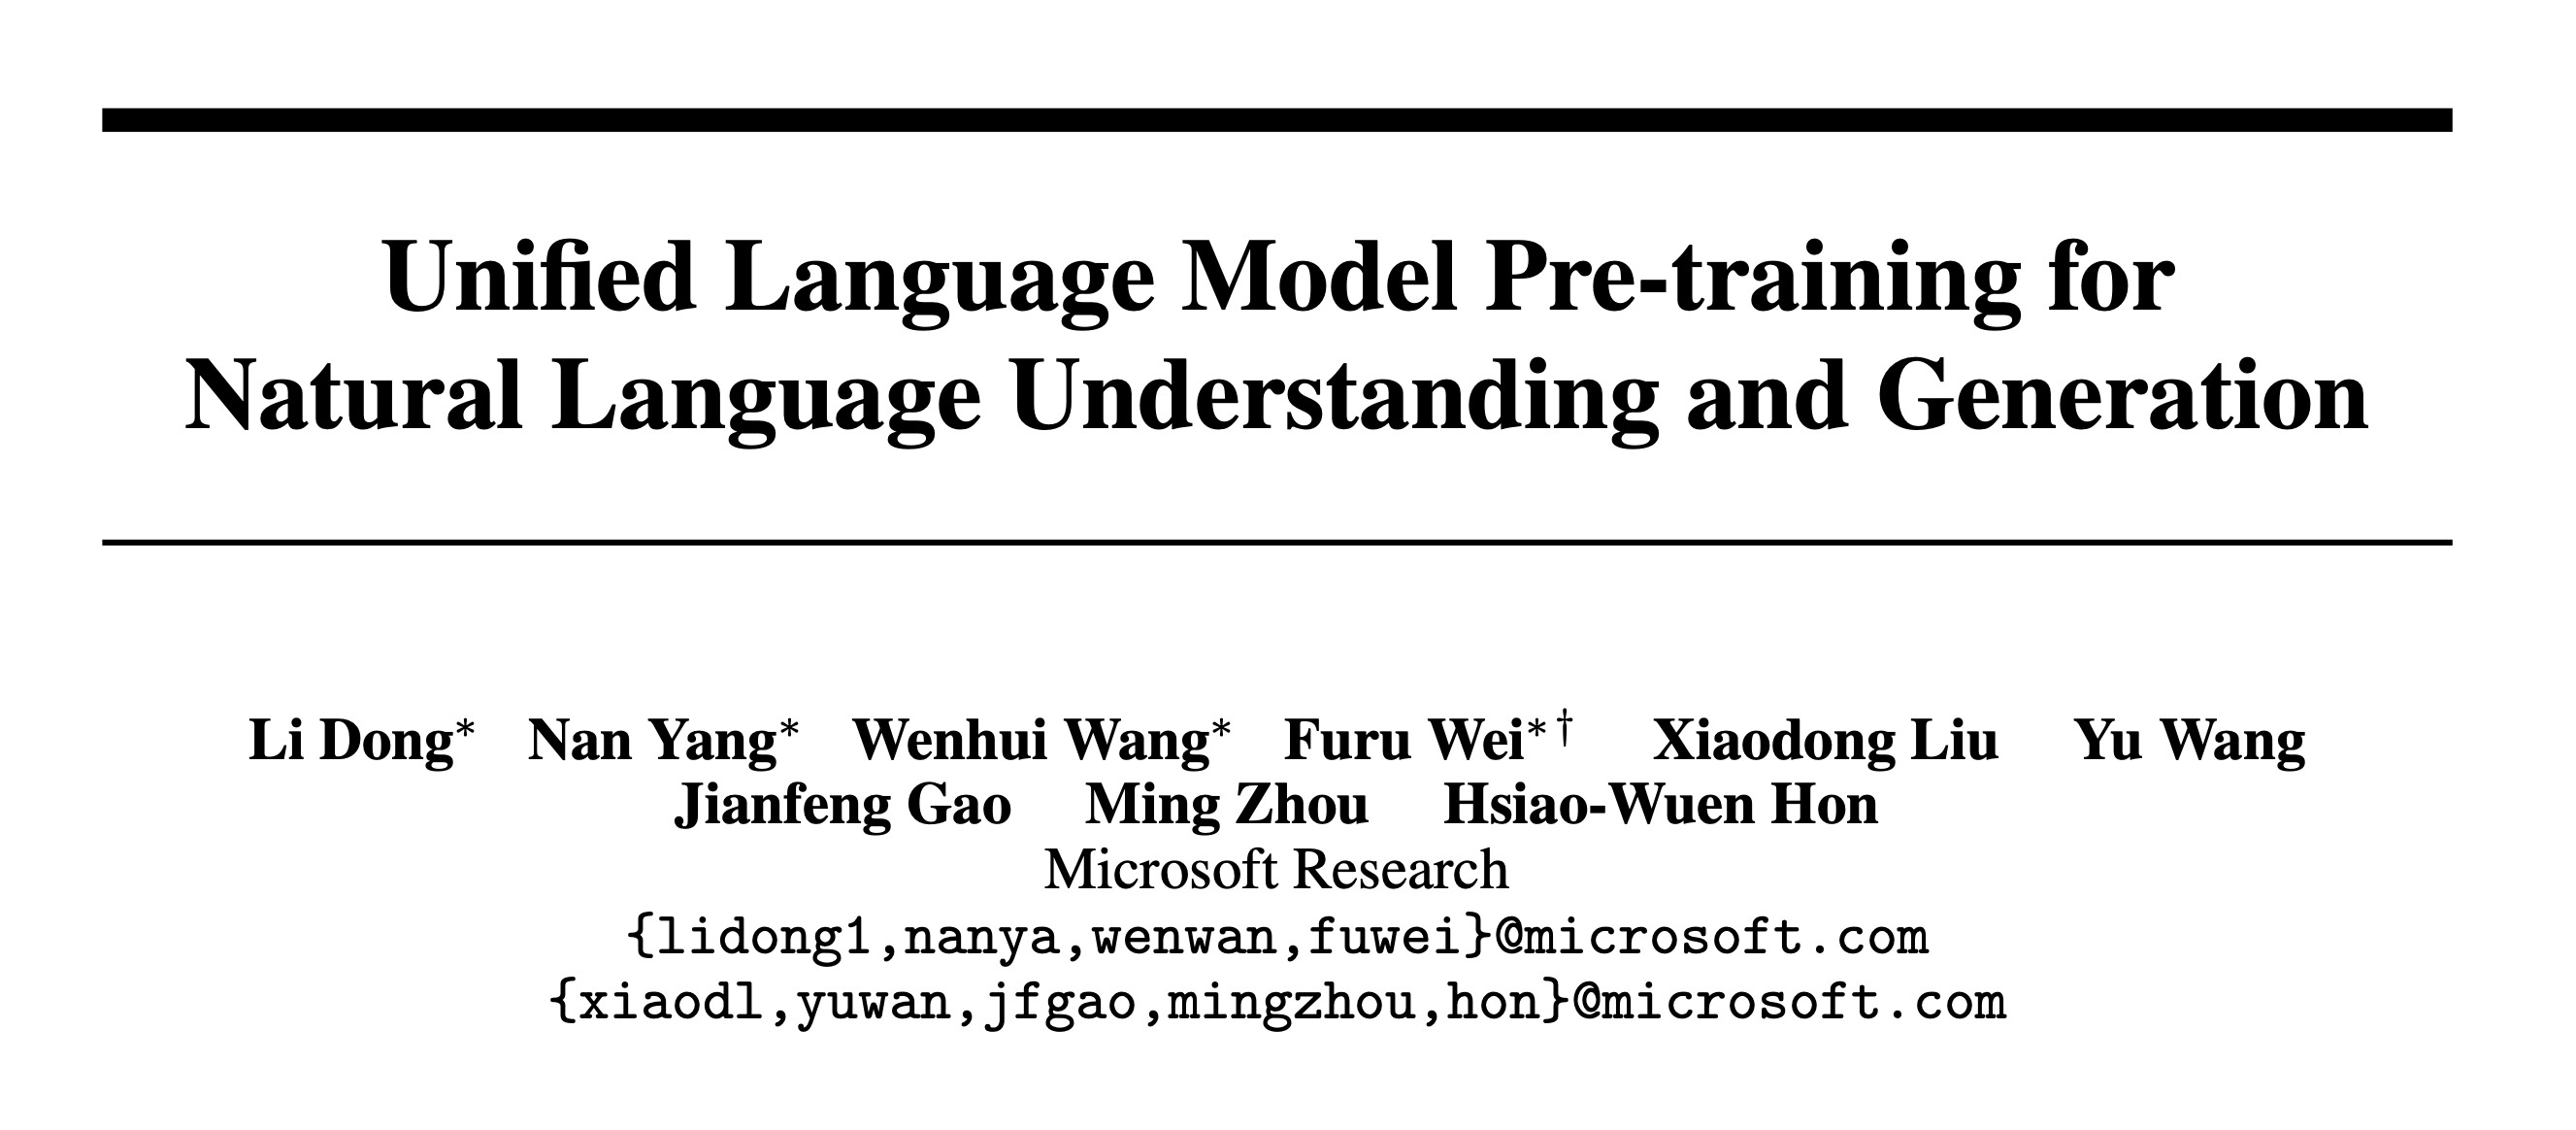 Unified Language Model Pre-training for
Natural Language Understanding and Generation
Li Dong* Nan Yang* Wenhui Wang* Furu Wei*† Xiaodong Liu Yu Wang
Jianfeng Gao Ming Zhou Hsiao-Wuen Hon
Microsoft Research
{lidong1,nanya,wenwan,fuwei}@microsoft.com
{xiaodl,yuwan,jfgao,mingzhou,hon}@microsoft.com